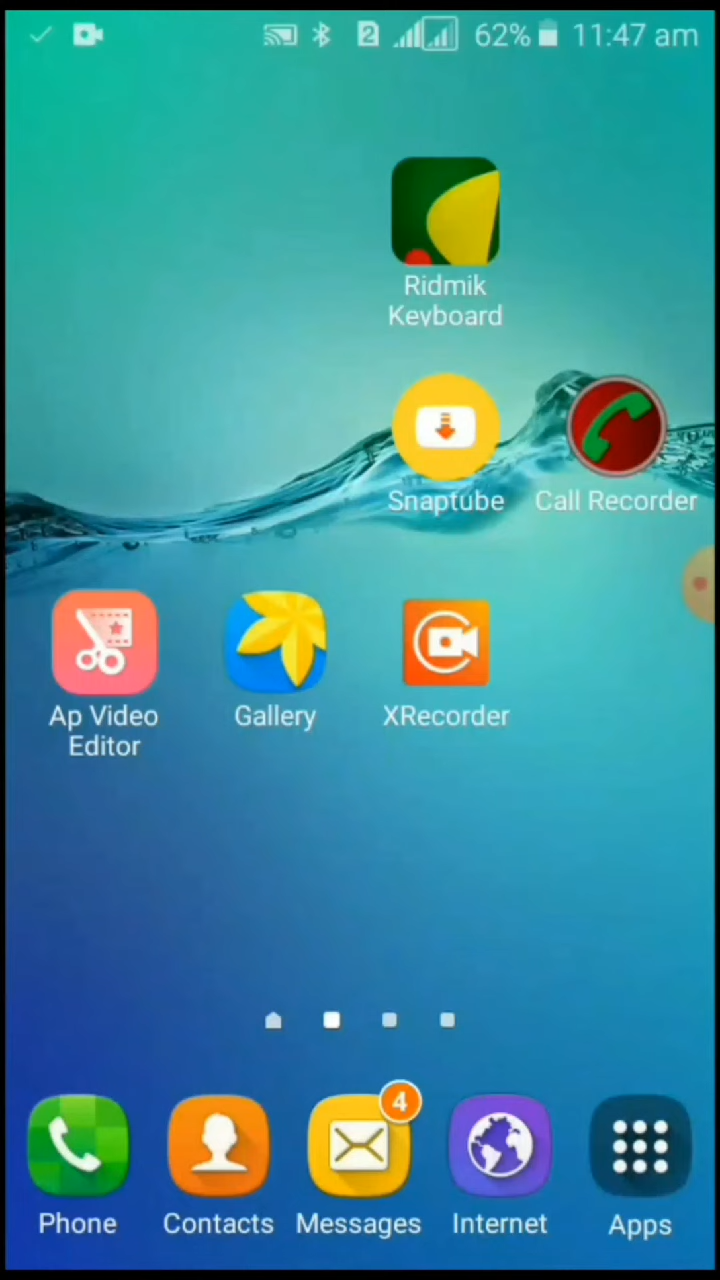 2 62% 11:47 am
Ridmik
Keyboard
Snaptube
Call Recorder
Ap Video
Editor
Gallery
XRecorder
4
Phone
Contacts
Messages
Internet
Apps